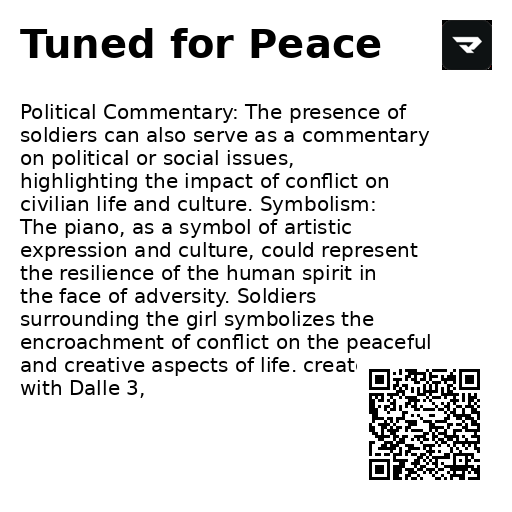 Tuned for Peace
Political Commentary: The presence of
soldiers can also serve as a commentary
on political or social issues,
highlighting the impact of conflict on
civilian life and culture. Symbolism:
The piano, as a symbol of artistic
expression and culture, could represent
the resilience of the human spirit in
the face of adversity. Soldiers
surrounding the girl symbolizes the
encroachment of conflict on the peaceful
and creative aspects of life.
with Dalle 3,